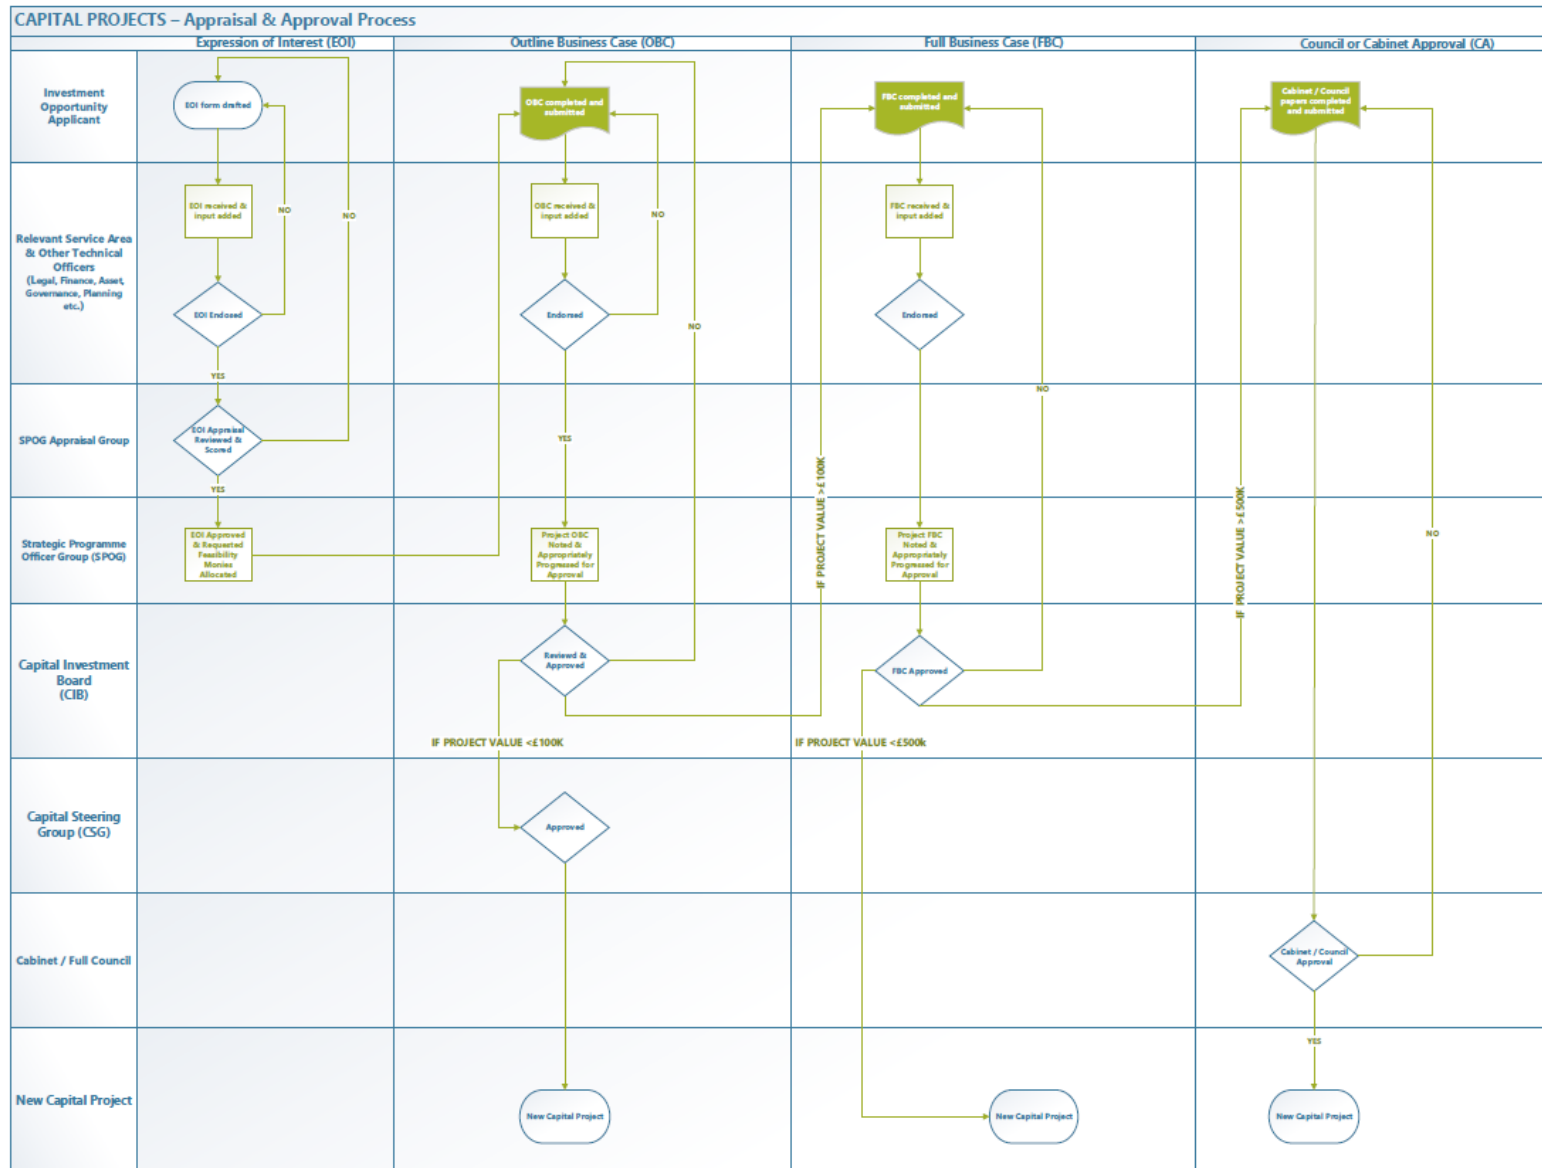 CAPITAL PROJECTS – Appraisal & Approval Process
Expression of Interest (EOI)
Outline Business Case (OBC)
Full Business Case (FBC)
Council or Cabinet Approval (CA)
Investment
Opportunity
Applicant
EOI form drafted
OBC completed and
submitted
FBC completed and
submitted
Cabinet / Council
papers completed
and submitted
Relevant Service Area
& Other Technical
Officers
(Legal, Finance, Asset,
Governance, Planning
etc.)
EOI received &
input added
NO
NO
OBC received &
input added
NO
FBC received &
input added
EOI Endosed
Endorsed
NO
Endorsed
YES
NO
SPOG Appraisal Group
EOI Appraisal
Reviewed &
Scored
YES
YES
IF PROJECT VALUE >£100K
IF PROJECT VALUE >£500K
NO
Strategic Programme
Officer Group (SPOG)
EOI Approved
& Requested
Feasibility
Monies
Allocated
Project OBC
Noted &
Appropriately
Progressed for
Approval
Project FBC
Noted &
Appropriately
Progressed for
Approval
Capital Investment
Board
(CIB)
Reviewd &
Approved
FBC Approved
IF PROJECT VALUE <£100K
IF PROJECT VALUE <£500k
Capital Steering
Group (CSG)
Approved
Cabinet / Full Council
Cabinet / Council
Approval
YES
New Capital Project
New Capital Project
New Capital Project
New Capital Project